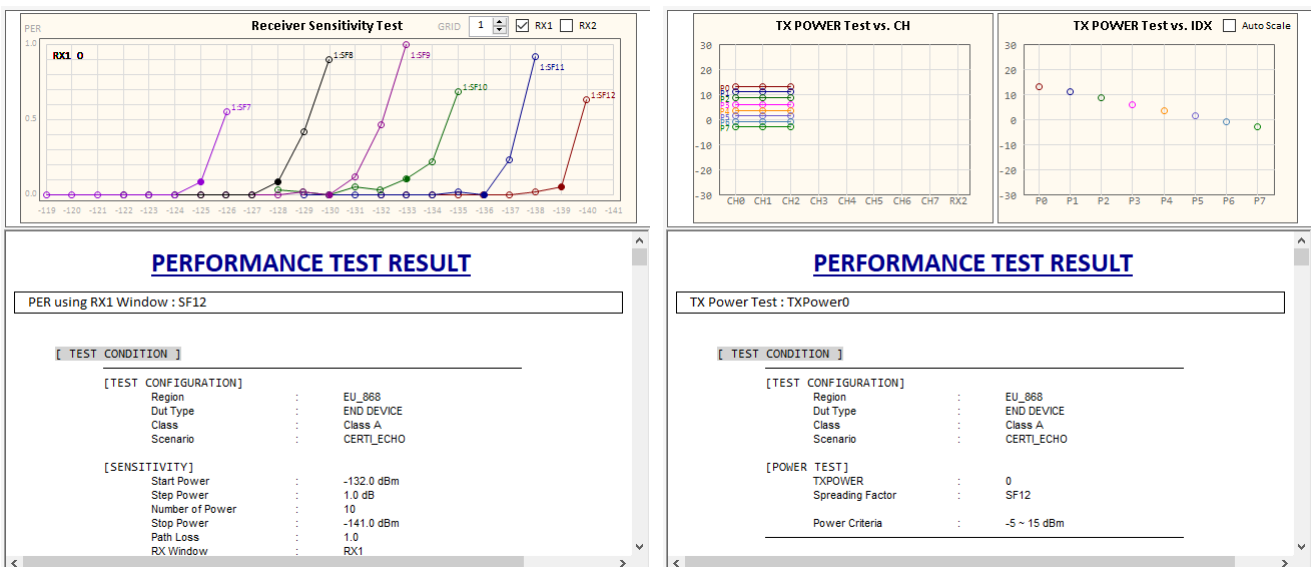 Receiver Sensitivity Test GRID 1 RX1 RX2
PER
1.0
RX1 0
0.5
0.0
1:SF7
1:SF8
1:SF9
1:SF10
1:SF11
1:SF12
-119 -120 -121 -122 -123 -124 -125 -126 -127 -128 -129 -130 -131 -132 -133 -134 -135 -136 -137 -138 -139 -140 -141
TX POWER Test vs. CH
30
20
10
0
-10
-20
-30
P7
CH0 CH1 CH2 CH3 CH4 CH5 CH6 CH7 RX2
TX POWER Test vs. IDX Auto Scale
30
20
10
0
-10
-20
-30
P0 P1 P2 P3 P4 P5 P6 P7
PERFORMANCE TEST RESULT
PER using RX1 Window : SF12
[ TEST CONDITION ]
[TEST CONFIGURATION]
Region : EU_868
Dut Type : END DEVICE
Class : Class A
Scenario : CERTI_ECHO
[SENSITIVITY]
Start Power : -132.0 dBm
Step Power : 1.0 dB
Number of Power : 10
Stop Power : -141.0 dBm
Path Loss : 1.0
RX Window : RX1
PERFORMANCE TEST RESULT
TX Power Test : TXPower0
[ TEST CONDITION ]
[TEST CONFIGURATION]
Region : EU_868
Dut Type : END DEVICE
Class : Class A
Scenario : CERTI_ECHO
[POWER TEST]
TXPOWER : 0
Spreading Factor : SF12
Power Criteria : -5 ~ 15 dBm